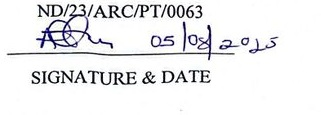 ND/23/ARC/PT/0063
05/08/2025
SIGNATURE & DATE